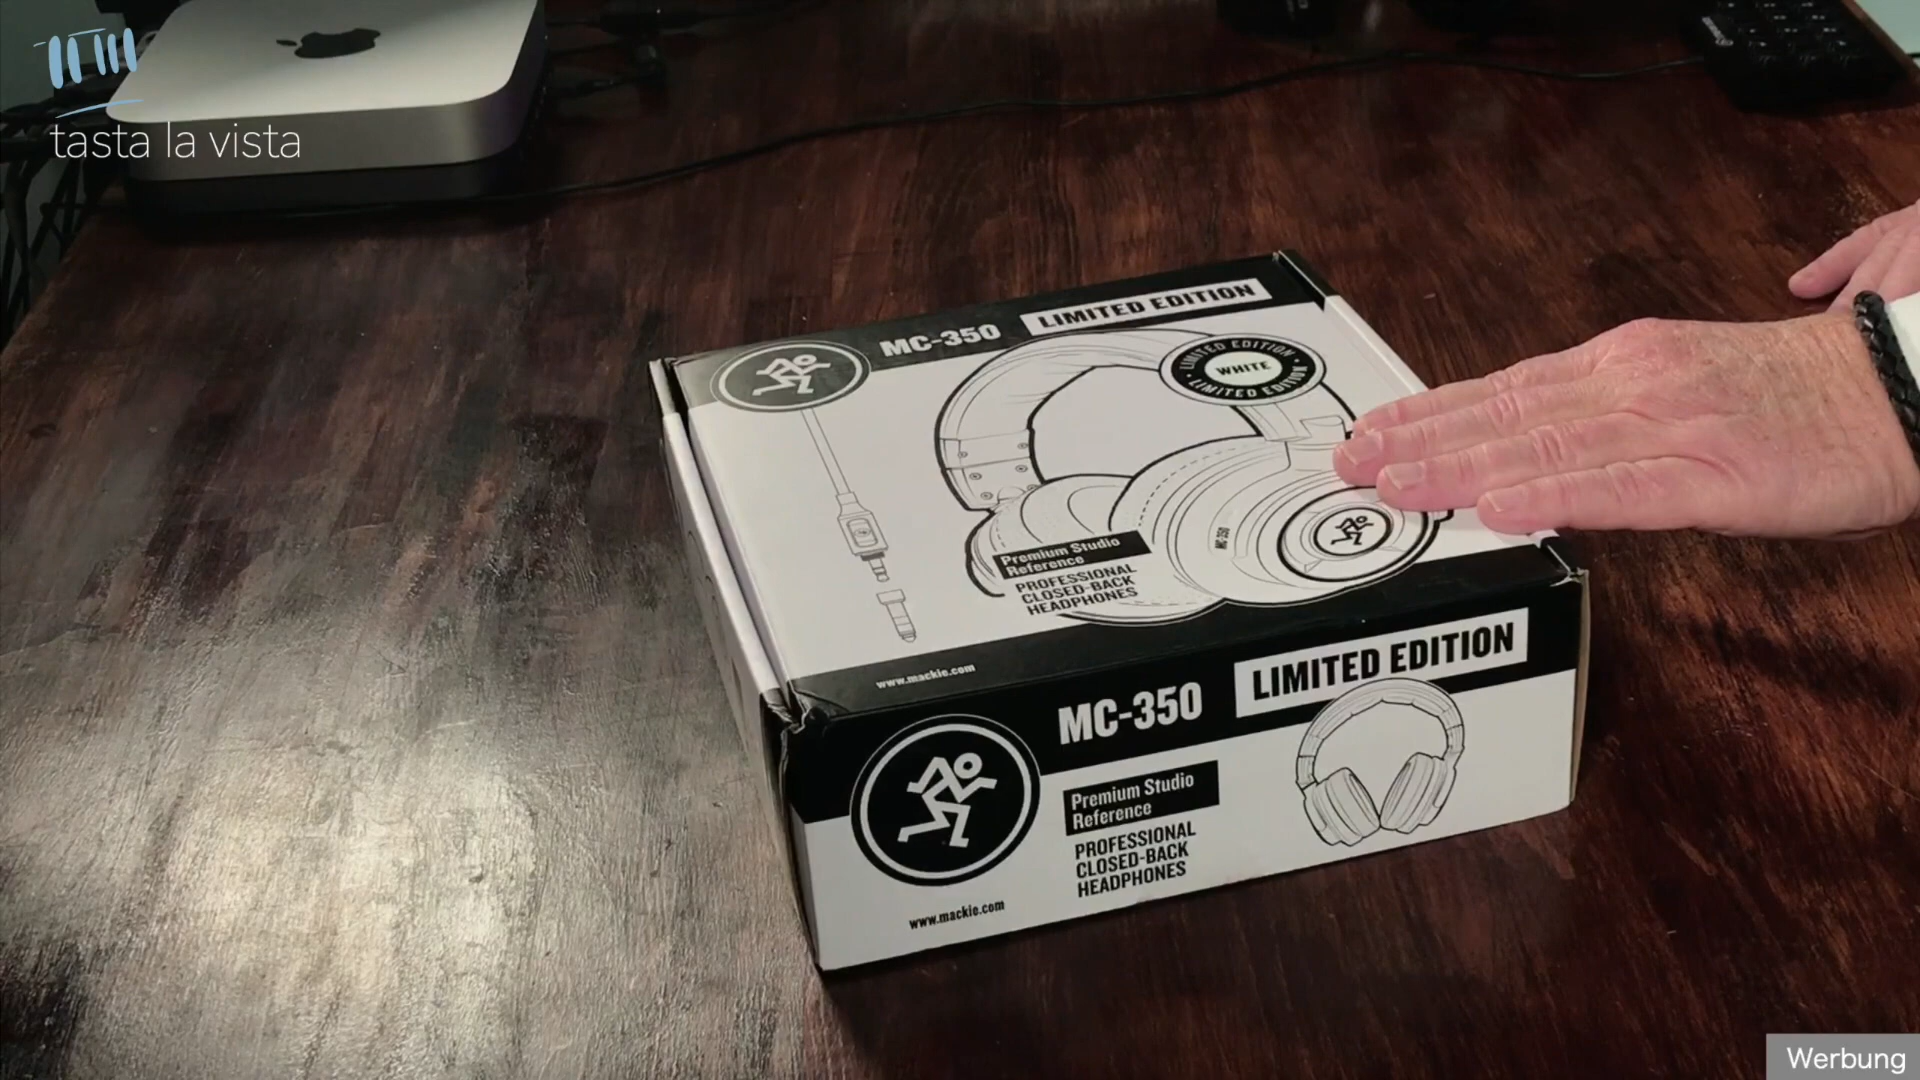 tasta la vista
MC-350
LIMITED EDITION
LIMITED EDITION
WHITE
LIMITED EDITION
MC-350
Premium Studio
Reference
PROFESSIONAL
CLOSED-BACK
HEADPHONES
www.mackie.com
MC-350
LIMITED EDITION
Premium Studio
Reference
PROFESSIONAL
CLOSED-BACK
HEADPHONES
www.mackie.com
Werbung